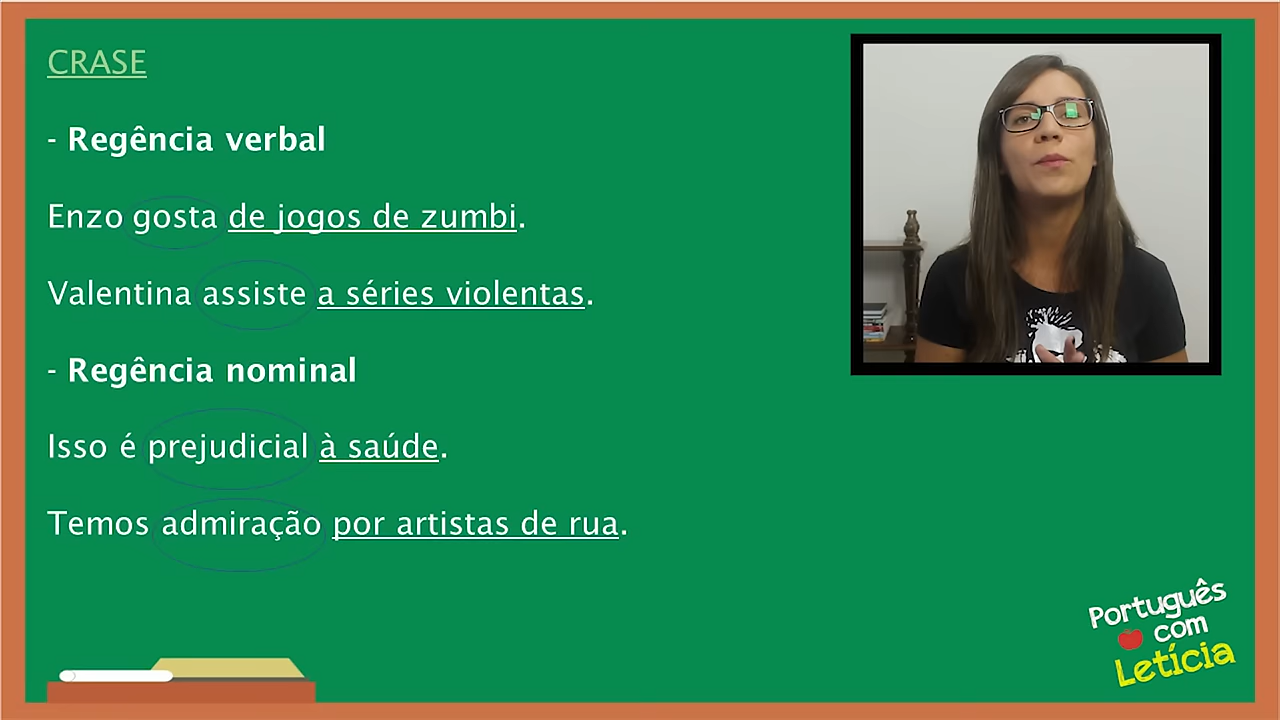 CRASE
- Regência verbal
Enzo gosta de jogos de zumbi.
Valentina assiste a séries violentas.
- Regência nominal
Isso é prejudicial à saúde.
Temos admiração por artistas de rua.
Português
com
Letícia